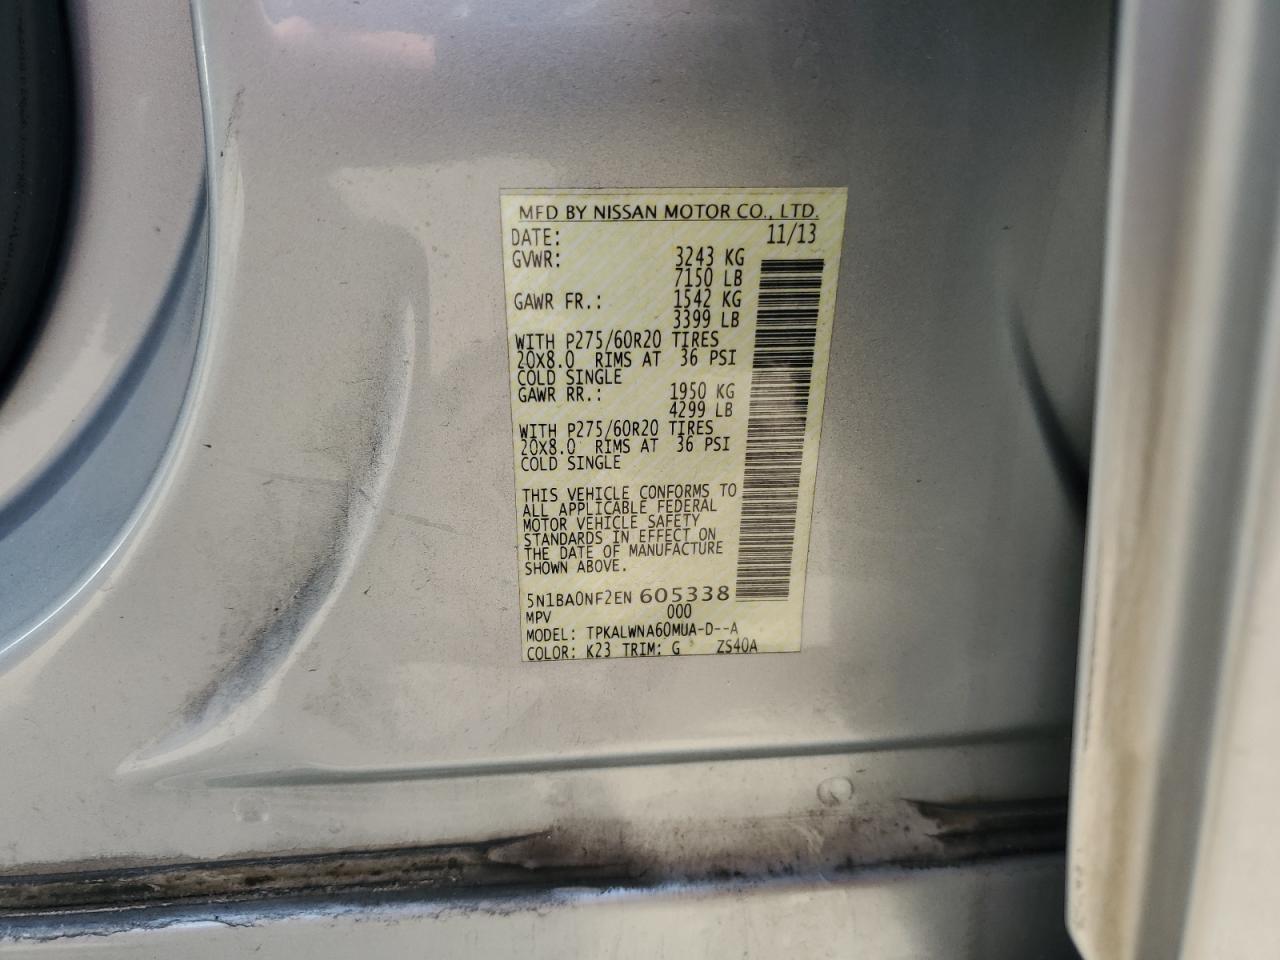 MFD BY NISSAN MOTOR CO., LTD.
DATE: 11/13
GVWR: 3243 KG
7150 LB
GAWR FR.: 1542 KG
3399 LB
WITH P275/60R20 TIRES
20X8.0 RIMS AT 36 PSI
COLD SINGLE
GAWR RR.: 1950 KG
4299 LB
WITH P275/60R20 TIRES
20X8.0 RIMS AT 36 PSI
COLD SINGLE
THIS VEHICLE CONFORMS TO
ALL APPLICABLE FEDERAL
MOTOR VEHICLE SAFETY
STANDARDS IN EFFECT ON
THE DATE OF MANUFACTURE
SHOWN ABOVE.
5N1BA0NF2EN 605338
MPV 000
MODEL: TPKALWNA60MUA-D--A
COLOR: K23 TRIM: G ZS40A